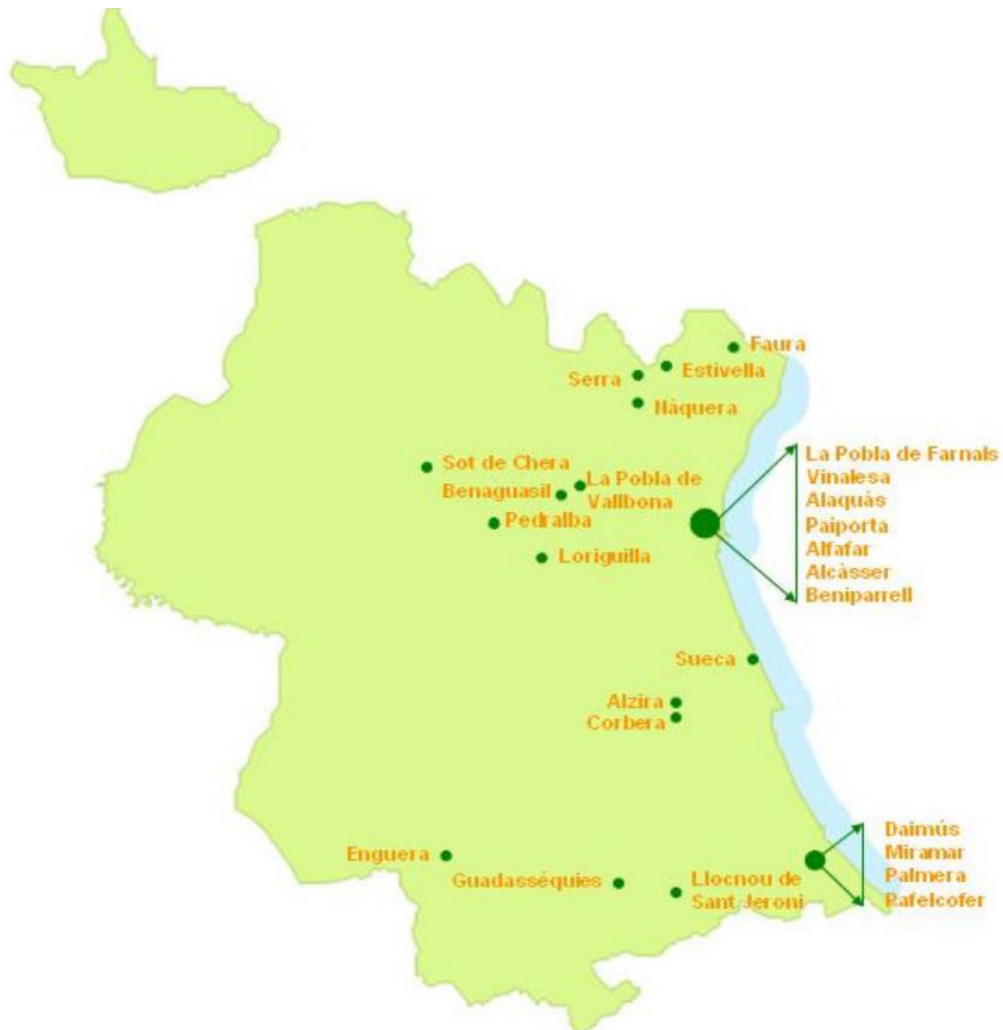 Faura
Estivella
Serra
Nàquera
La Pobla de Farnals
Vinalesa
Alaquàs
Paiporta
Alfafar
Alcàsser
Beniparrell
Sot de Chera
Benaguasil
La Pobla de
Vallbona
Pedralba
Loriguilla
Sueca
Alzira
Corbera
Daimús
Miramar
Palmera
Rafelcofer
Enguera
Guadasséquies
Llocnou de
Sant Jeroni